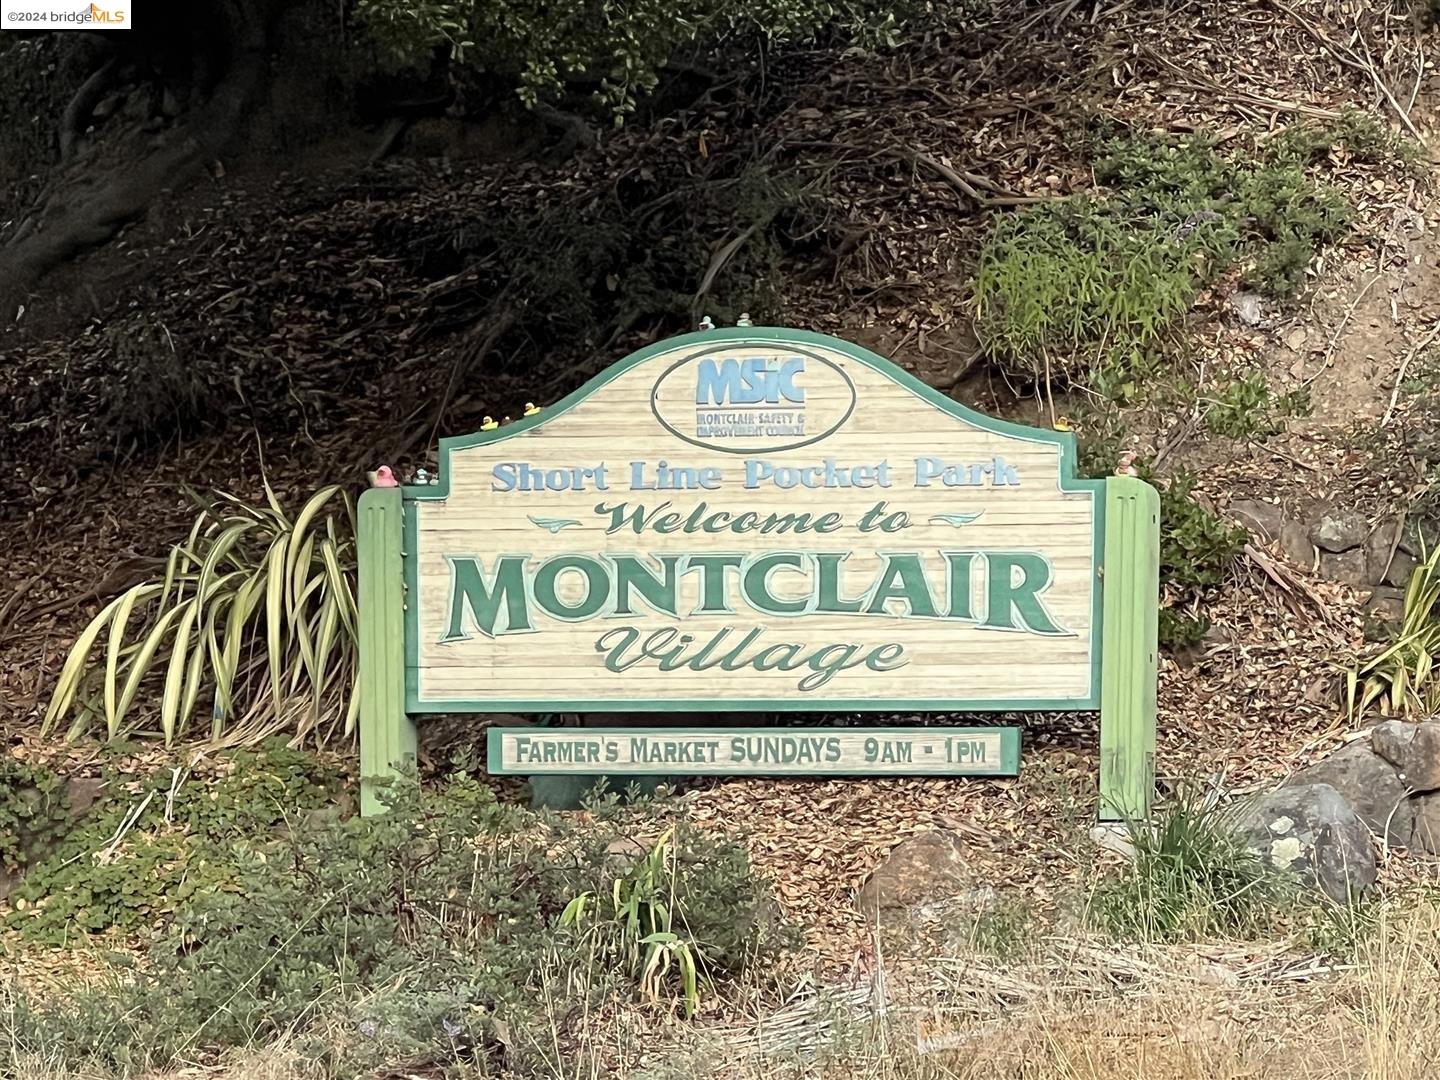 ©2024 bridgeMLS
MSiC
MONTCLAIR SAFETY &
IMPROVEMENT COUNCIL
Short Line Pocket Park
Welcome to
MONTCLAIR
Village
FARMER'S MARKET SUNDAYS 9AM - 1PM